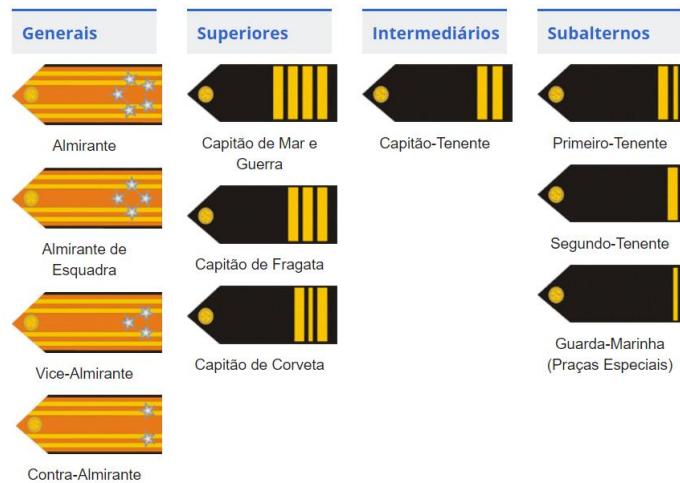 Generais
Almirante
Almirante de
Esquadra
Vice-Almirante
Contra-Almirante
Superiores
Capitão de Mar e
Guerra
Capitão de Fragata
Capitão de Corveta
Intermediários
Capitão-Tenente
Subalternos
Primeiro-Tenente
Segundo-Tenente
Guarda-Marinha
(Praças Especiais)